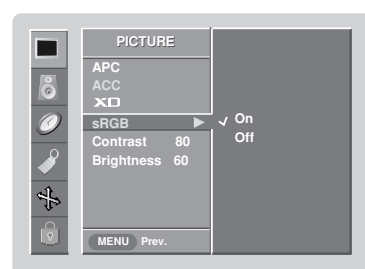 PICTURE
APC
ACC
XD
sRGB ▶ ✓ On
Off
Contrast 80
Brightness 60
MENU Prev.